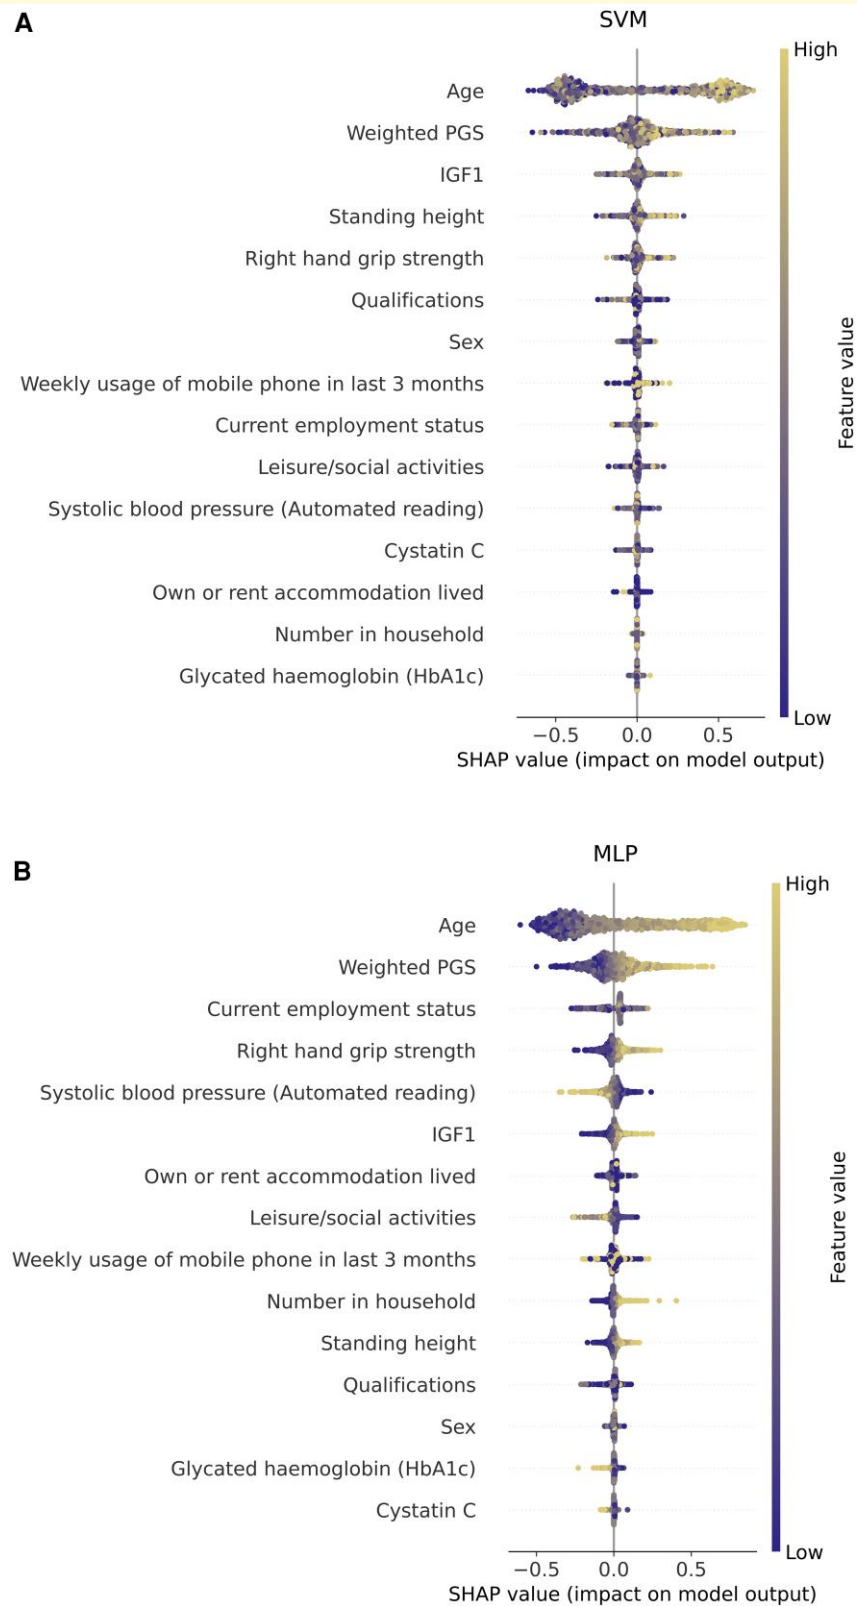 A
SVM
High
Age
Weighted PGS
IGF1
Standing height
Right hand grip strength
Qualifications
Sex
Weekly usage of mobile phone in last 3 months
Current employment status
Leisure/social activities
Systolic blood pressure (Automated reading)
Cystatin C
Own or rent accommodation lived
Number in household
Glycated haemoglobin (HbA1c)
Feature value
Low
−0.5 0.0 0.5
SHAP value (impact on model output)
B
MLP
High
Age
Weighted PGS
Current employment status
Right hand grip strength
Systolic blood pressure (Automated reading)
IGF1
Own or rent accommodation lived
Leisure/social activities
Weekly usage of mobile phone in last 3 months
Number in household
Standing height
Qualifications
Sex
Glycated haemoglobin (HbA1c)
Cystatin C
Feature value
Low
−0.5 0.0 0.5
SHAP value (impact on model output)